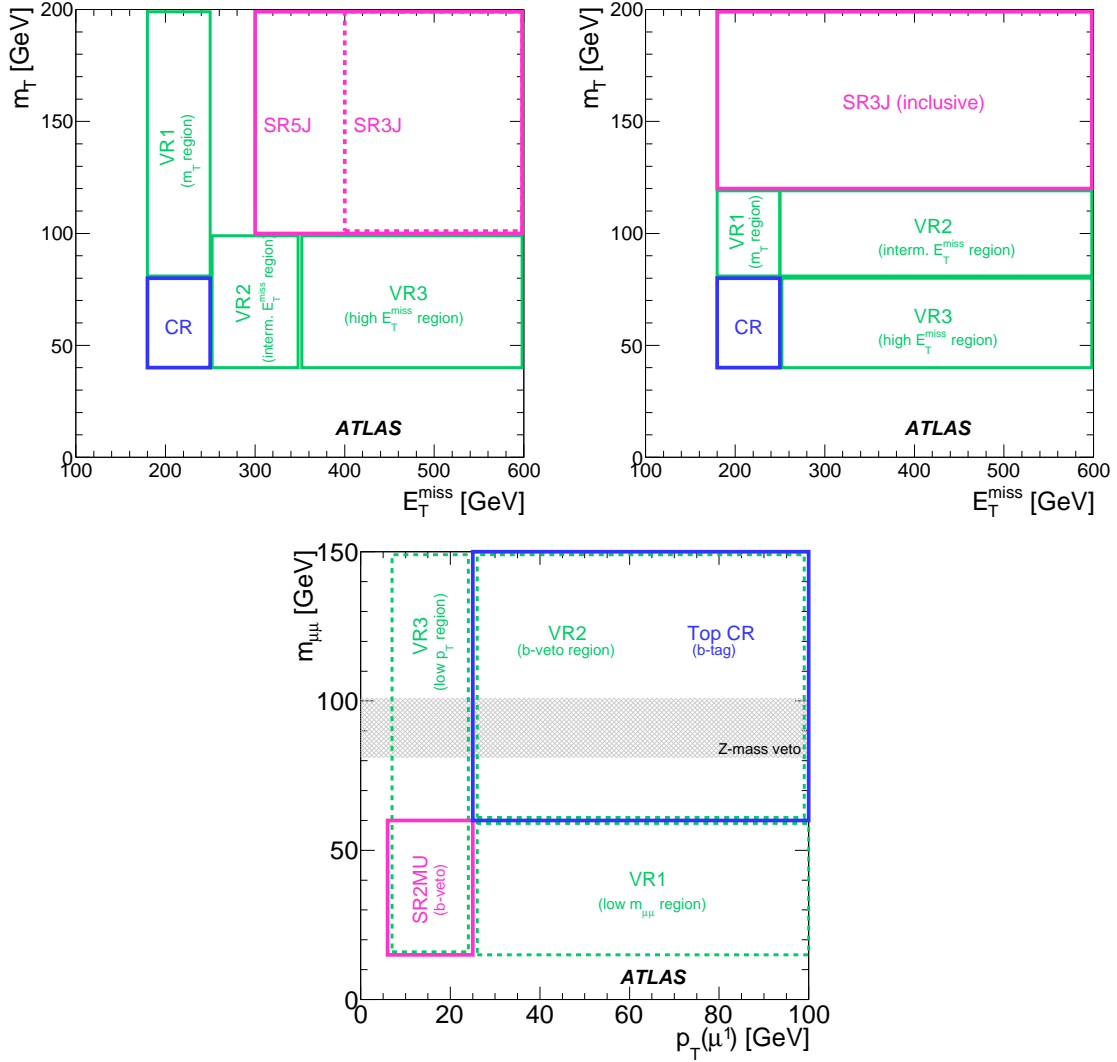 m_T [GeV]
200
150
100
50
0
VR1
(m_T region)
SR5J
SR3J
CR
VR2
(interm. E_T^miss region)
VR3
(high E_T^miss region)
ATLAS
100 200 300 400 500 600
E_T^miss [GeV]
m_T [GeV]
200
150
100
50
0
SR3J (inclusive)
VR1
(m_T region)
VR2
(interm. E_T^miss region)
CR
VR3
(high E_T^miss region)
ATLAS
100 200 300 400 500 600
E_T^miss [GeV]
m_μμ [GeV]
150
100
50
0
VR3
(low p_T region)
VR2
(b-veto region)
Top CR
(b-tag)
Z-mass veto
SR2MU
(b-veto)
VR1
(low m_μμ region)
ATLAS
0 20 40 60 80 100
p_T(μ¹) [GeV]